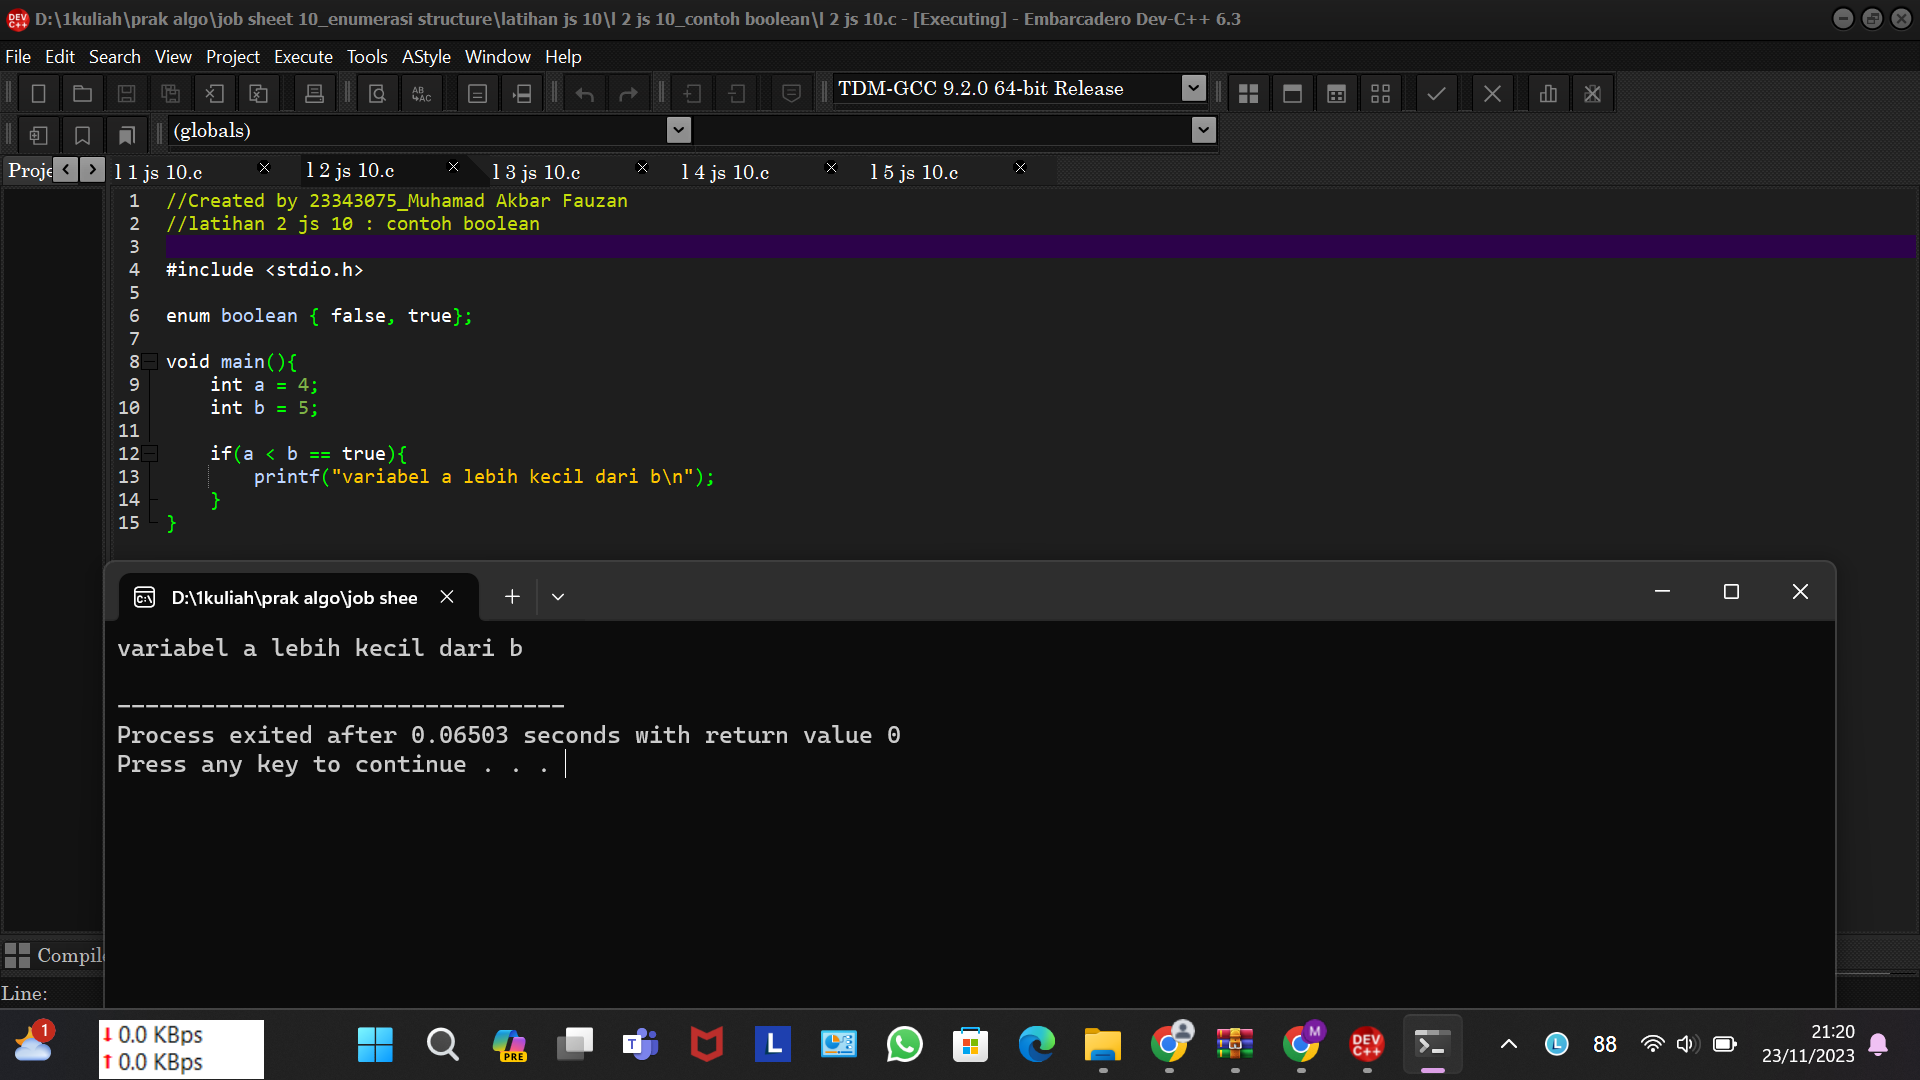 D:\1kuliah\prak algo\job sheet 10_enumerasi structure\latihan js 10\l 2 js 10_contoh boolean\l 2 js 10.c - [Executing] - Embarcadero Dev-C++ 6.3
File Edit Search View Project Execute Tools AStyle Window Help
TDM-GCC 9.2.0 64-bit Release
(globals)
Proje l 1 js 10.c l 2 js 10.c l 3 js 10.c l 4 js 10.c l 5 js 10.c
1 //Created by 23343075_Muhamad Akbar Fauzan
2 //latihan 2 js 10 : contoh boolean
3
4 #include <stdio.h>
5
6 enum boolean { false, true};
7
8 void main(){
9 int a = 4;
10 int b = 5;
11
12 if(a < b == true){
13 printf("variabel a lebih kecil dari b\n");
14 }
15 }
D:\1kuliah\prak algo\job shee
variabel a lebih kecil dari b
--------------------------------
Process exited after 0.06503 seconds with return value 0
Press any key to continue . . .
Compile
Line:
1
0.0 KBps
0.0 KBps
PRE
T
L
M
DEV C++
L
88
21:20
23/11/2023